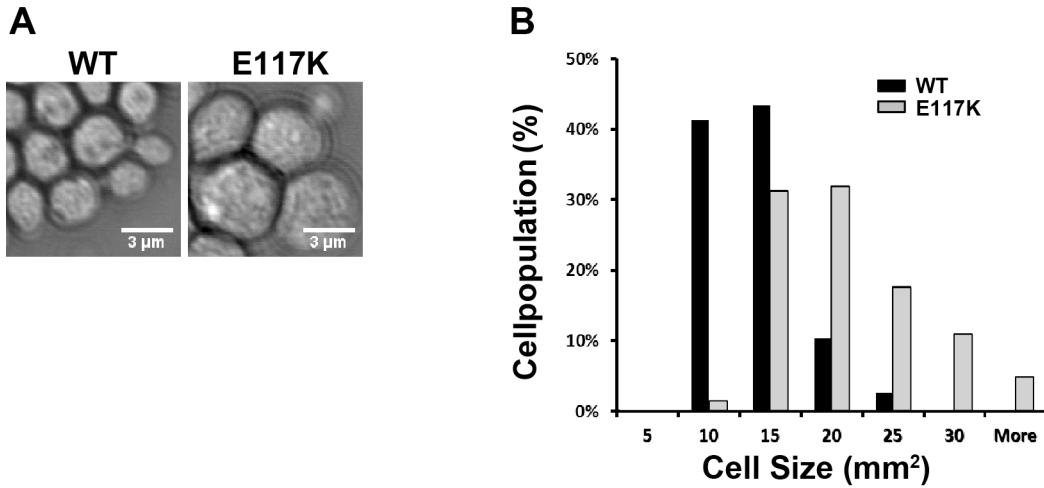 A
WT
E117K
3 µm
3 µm
B
Cellpopulation (%)
50%
40%
30%
20%
10%
0%
WT
E117K
5 10 15 20 25 30 More
Cell Size (mm²)